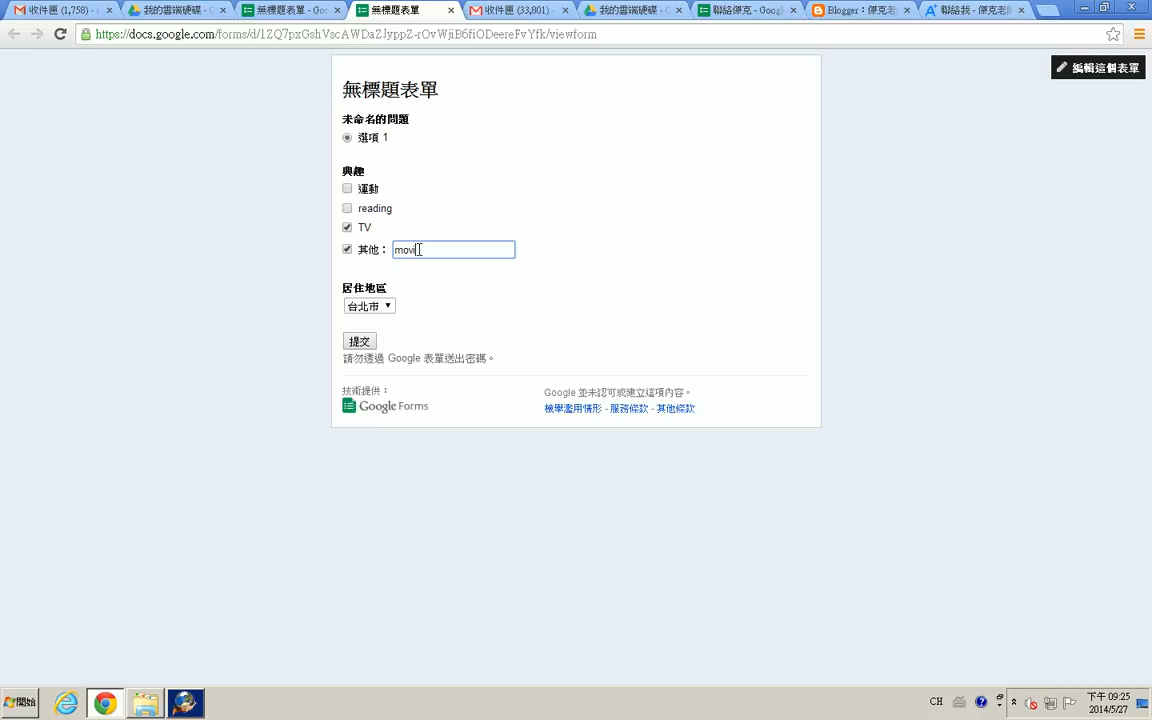 收件匣 (1,758) - c
我的雲端硬碟 - G
無標題表單 - Goo
無標題表單
收件匣 (33,801) -
我的雲端硬碟 - G
聯絡傑克 - Googl
Blogger：傑克老
聯絡我 - 傑克老師
https://docs.google.com/forms/d/1ZQ7pxGshVscAWDaZJyppZ-rOvWjiB6fiODeereFvYfk/viewform
編輯這個表單
無標題表單
未命名的問題
選項 1
興趣
運動
reading
TV
其他： movi
居住地區
台北市
提交
請勿透過 Google 表單送出密碼。
技術提供：
Google Forms
Google 並未認可或建立這項內容。
檢舉濫用情形 - 服務條款 - 其他條款
開始
CH
下午 09:25
2014/5/27